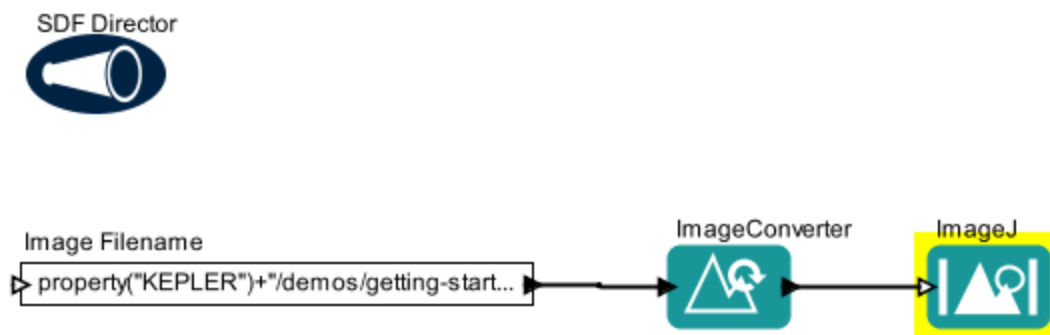 SDF Director
Image Filename
property("KEPLER")+"/demos/getting-start...
ImageConverter
ImageJ